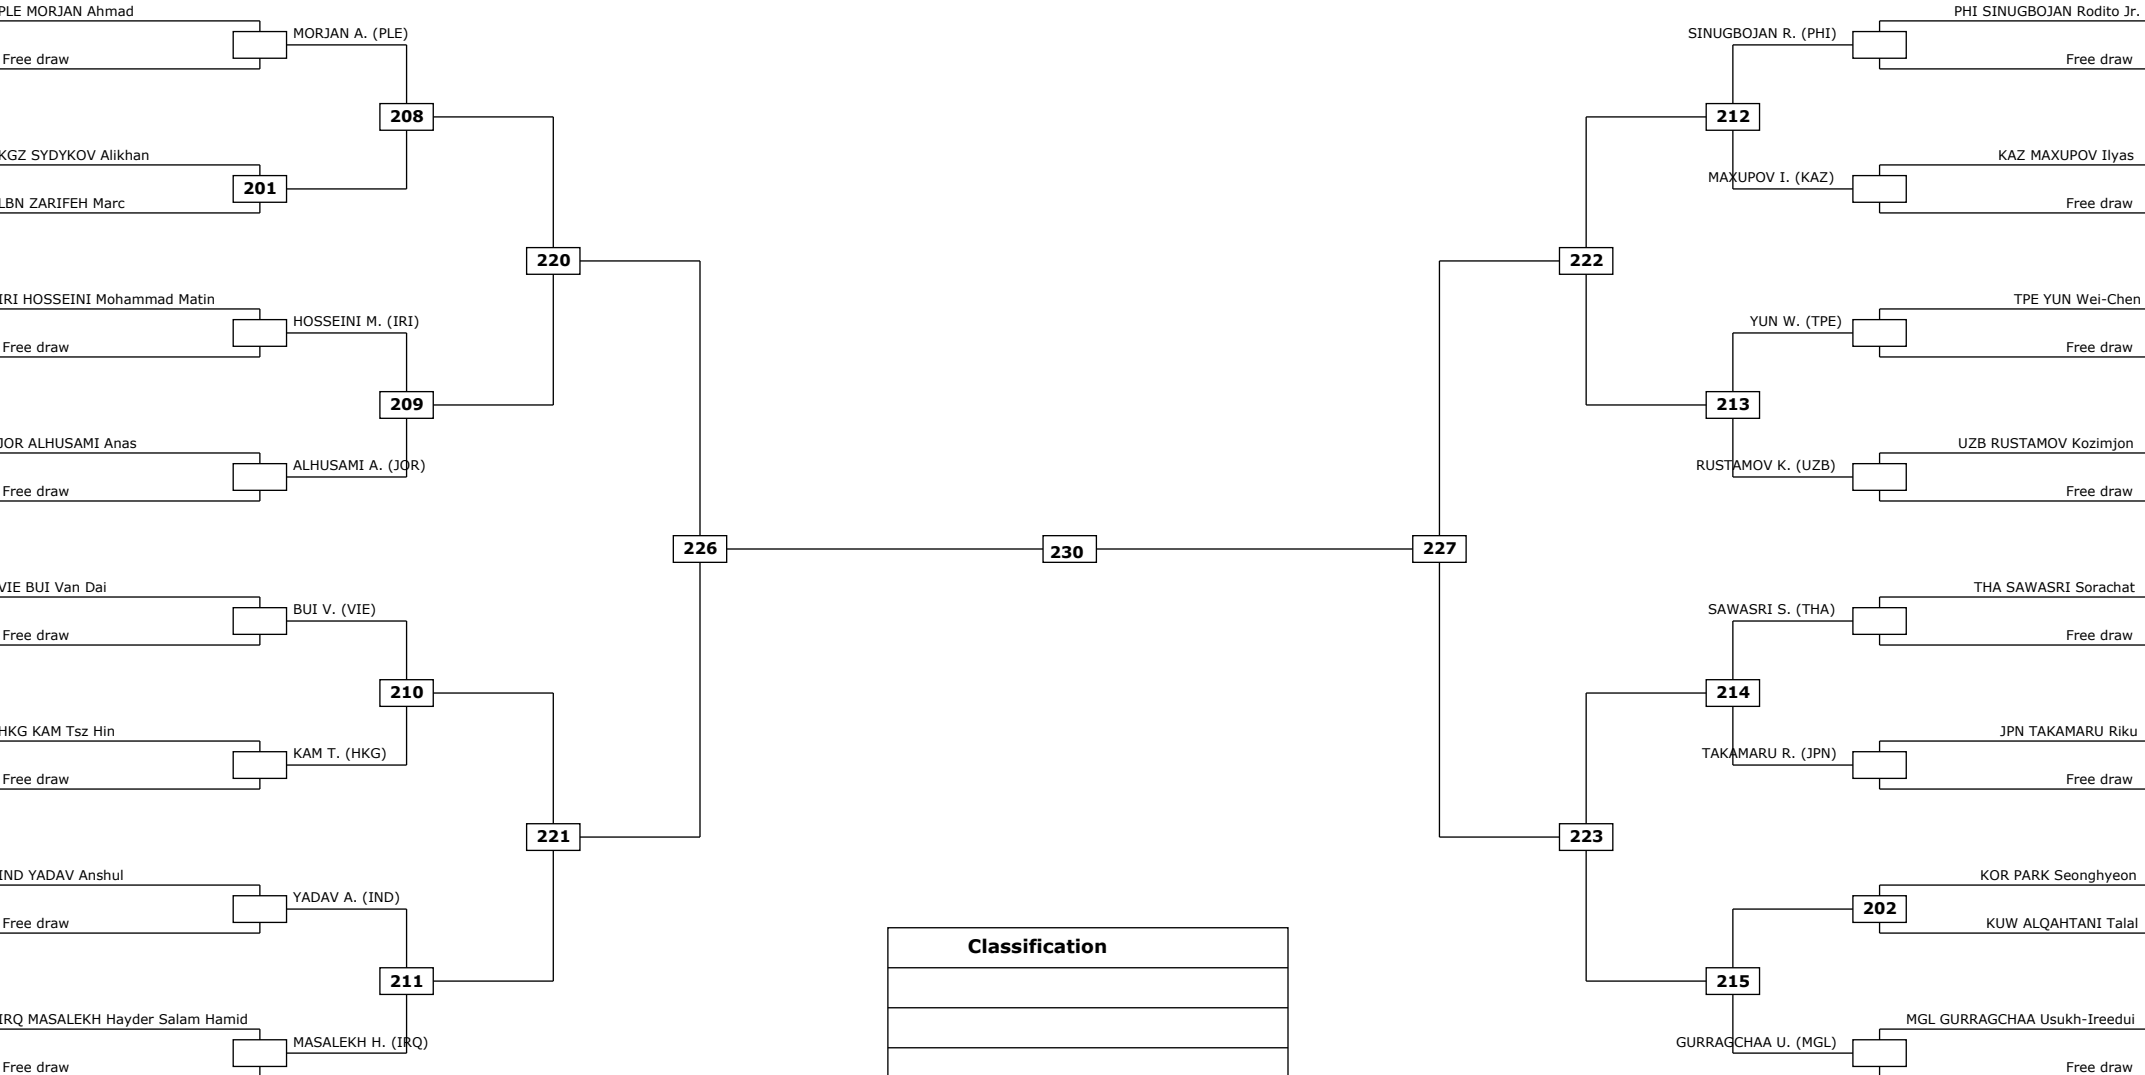 PLE MORJAN Ahmad
MORJAN A. (PLE)
Free draw
208
KGZ SYDYKOV Alikhan
201
LBN ZARIFEH Marc
220
IRI HOSSEINI Mohammad Matin
HOSSEINI M. (IRI)
Free draw
209
JOR ALHUSAMI Anas
ALHUSAMI A. (JOR)
Free draw
226
230
VIE BUI Van Dai
BUI V. (VIE)
Free draw
210
HKG KAM Tsz Hin
KAM T. (HKG)
Free draw
221
IND YADAV Anshul
YADAV A. (IND)
Free draw
211
IRQ MASALEKH Hayder Salam Hamid
MASALEKH H. (IRQ)
Free draw
Classification
PHI SINUGBOJAN Rodito Jr.
SINUGBOJAN R. (PHI)
Free draw
212
KAZ MAXUPOV Ilyas
MAXUPOV I. (KAZ)
Free draw
222
TPE YUN Wei-Chen
YUN W. (TPE)
Free draw
213
UZB RUSTAMOV Kozimjon
RUSTAMOV K. (UZB)
Free draw
227
THA SAWASRI Sorachat
SAWASRI S. (THA)
Free draw
214
JPN TAKAMARU Riku
TAKAMARU R. (JPN)
Free draw
223
KOR PARK Seonghyeon
202
KUW ALQAHTANI Talal
215
MGL GURRAGCHAA Usukh-Ireedui
GURRAGCHAA U. (MGL)
Free draw